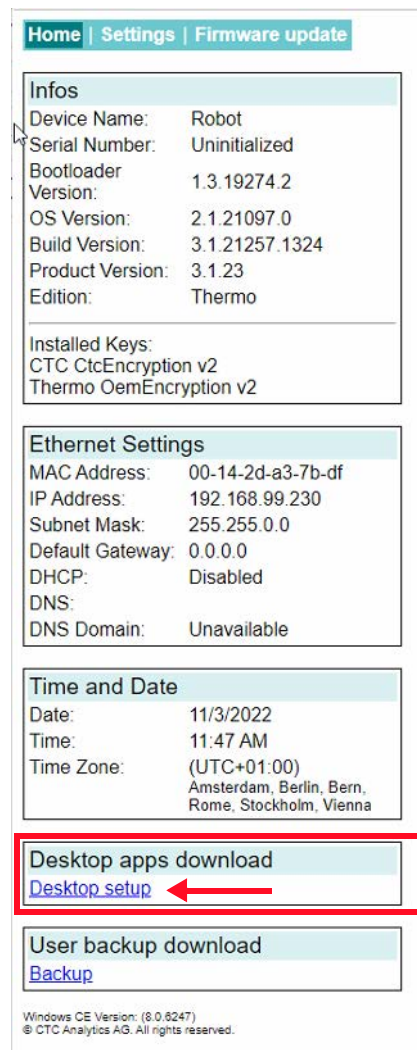 Home | Settings | Firmware update
Infos
Device Name: Robot
Serial Number: Uninitialized
Bootloader
Version: 1.3.19274.2
OS Version: 2.1.21097.0
Build Version: 3.1.21257.1324
Product Version: 3.1.23
Edition: Thermo
Installed Keys:
CTC CtcEncryption v2
Thermo OemEncryption v2
Ethernet Settings
MAC Address: 00-14-2d-a3-7b-df
IP Address: 192.168.99.230
Subnet Mask: 255.255.0.0
Default Gateway: 0.0.0.0
DHCP: Disabled
DNS:
DNS Domain: Unavailable
Time and Date
Date: 11/3/2022
Time: 11:47 AM
Time Zone: (UTC+01:00)
Amsterdam, Berlin, Bern,
Rome, Stockholm, Vienna
Desktop apps download
Desktop setup
User backup download
Backup
Windows CE Version: (8.0.6247)
© CTC Analytics AG. All rights reserved.